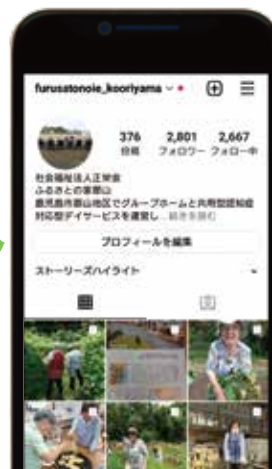 furusatonoie_kooriyama
376 2,801 2,667
投稿 フォロワー フォロー中
社会福祉法人正栄会
ふるさとの家郡山
鹿児島市郡山地区でグループホームと共用型認知症
対応型デイサービスを運営し... 続きを読む
プロフィールを編集
ストーリーズハイライト